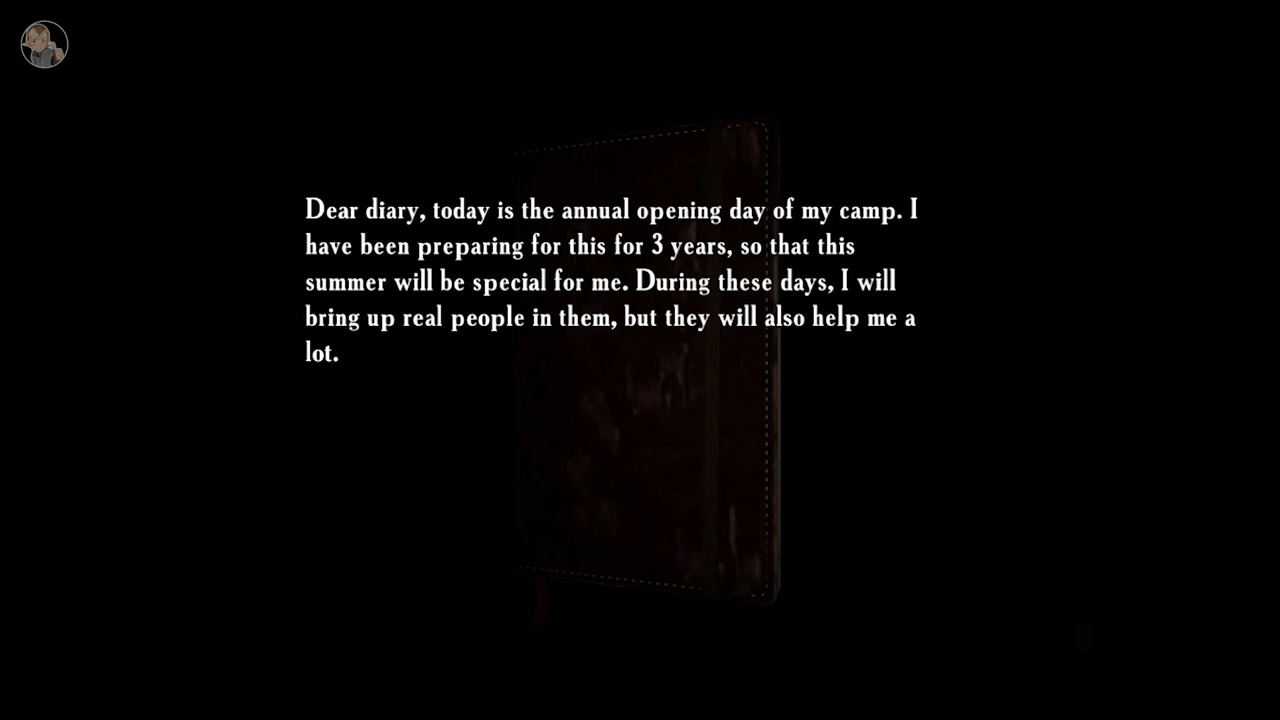 Dear diary, today is the annual opening day of my camp. I
have been preparing for this for 3 years, so that this
summer will be special for me. During these days, I will
bring up real people in them, but they will also help me a
lot.